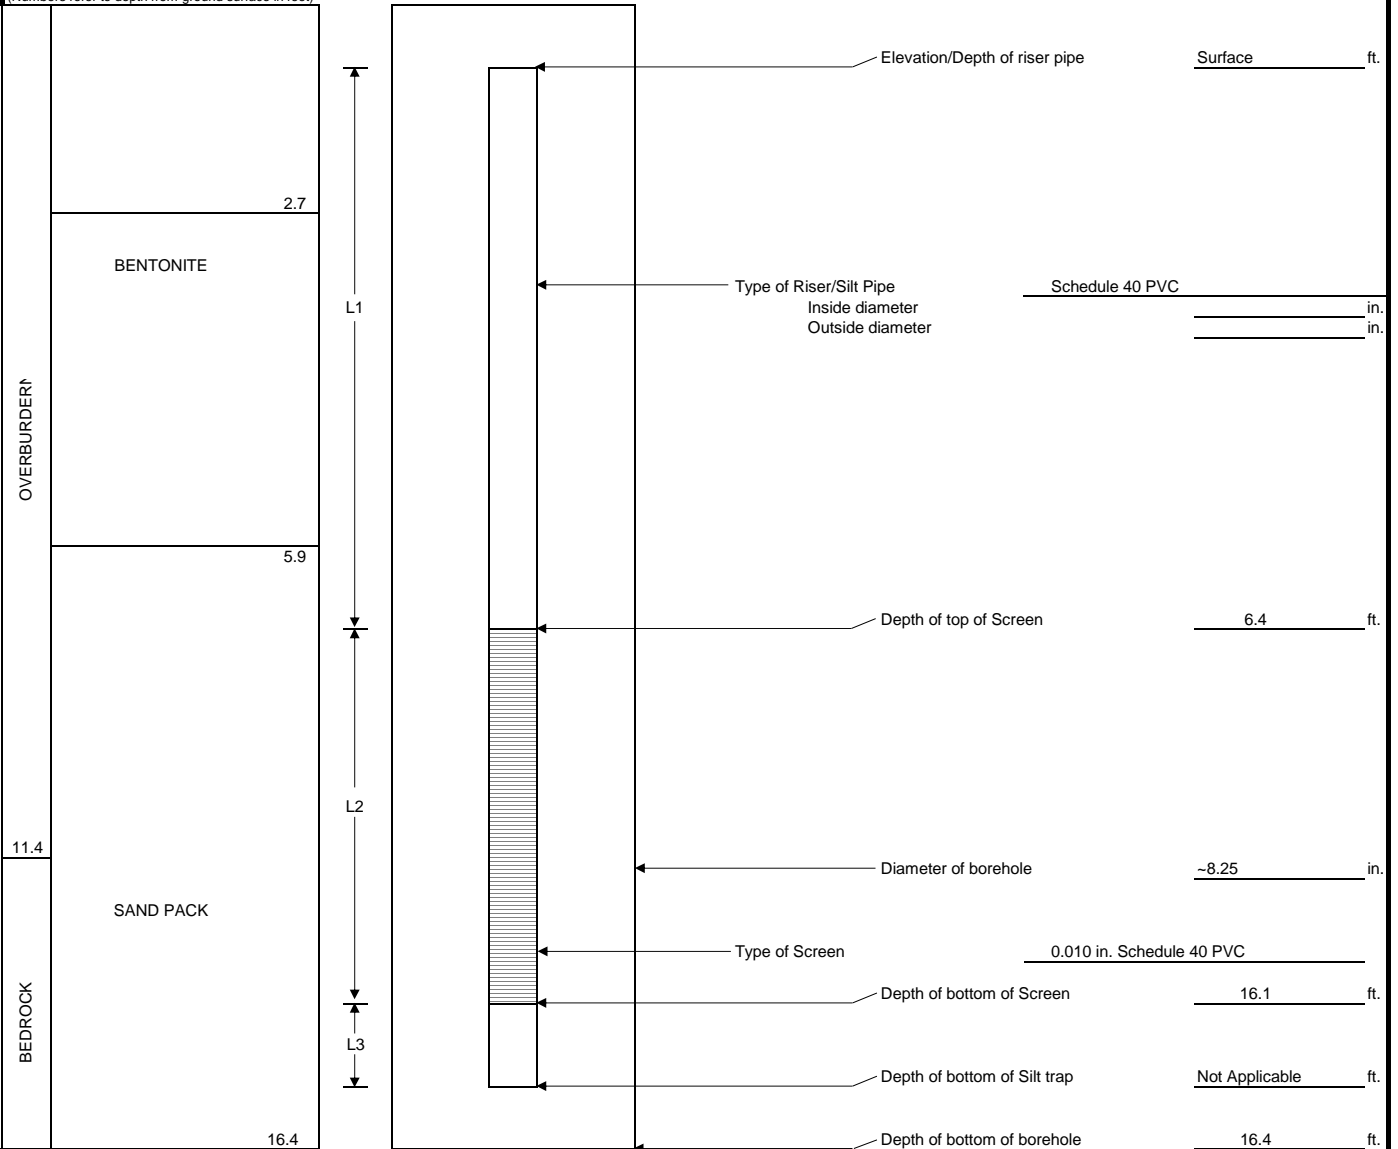 (Numbers refer to depth from ground surface in feet)
Elevation/Depth of riser pipe Surface ft.
2.7
BENTONITE
Type of Riser/Silt Pipe Schedule 40 PVC
L1 Inside diameter in.
Outside diameter in.
OVERBURDERN
5.9
Depth of top of Screen 6.4 ft.
L2
11.4
Diameter of borehole ~8.25 in.
SAND PACK
Type of Screen 0.010 in. Schedule 40 PVC
Depth of bottom of Screen 16.1 ft.
BEDROCK
L3
Depth of bottom of Silt trap Not Applicable ft.
16.4 Depth of bottom of borehole 16.4 ft.